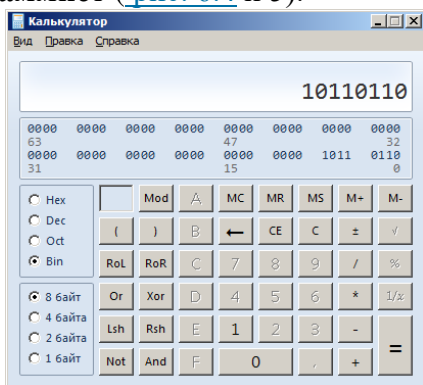 Калькулятор
Вид Правка Справка
10110110
0000 0000 0000 0000 0000 0000 0000 0000
63 47 32
0000 0000 0000 0000 0000 0000 1011 0110
31 15 0
Hex Mod A MC MR MS M+ M-
Dec
Oct ( ) B ← CE C ± √
Bin RoL RoR C 7 8 9 / %
8 байт Or Xor D 4 5 6 * 1/x
4 байта
2 байта Lsh Rsh E 1 2 3 - =
1 байт Not And F 0 , +